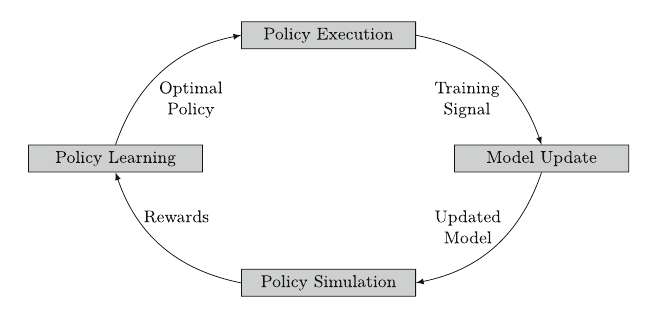 Policy Execution
Optimal
Policy
Training
Signal
Policy Learning
Model Update
Rewards
Updated
Model
Policy Simulation